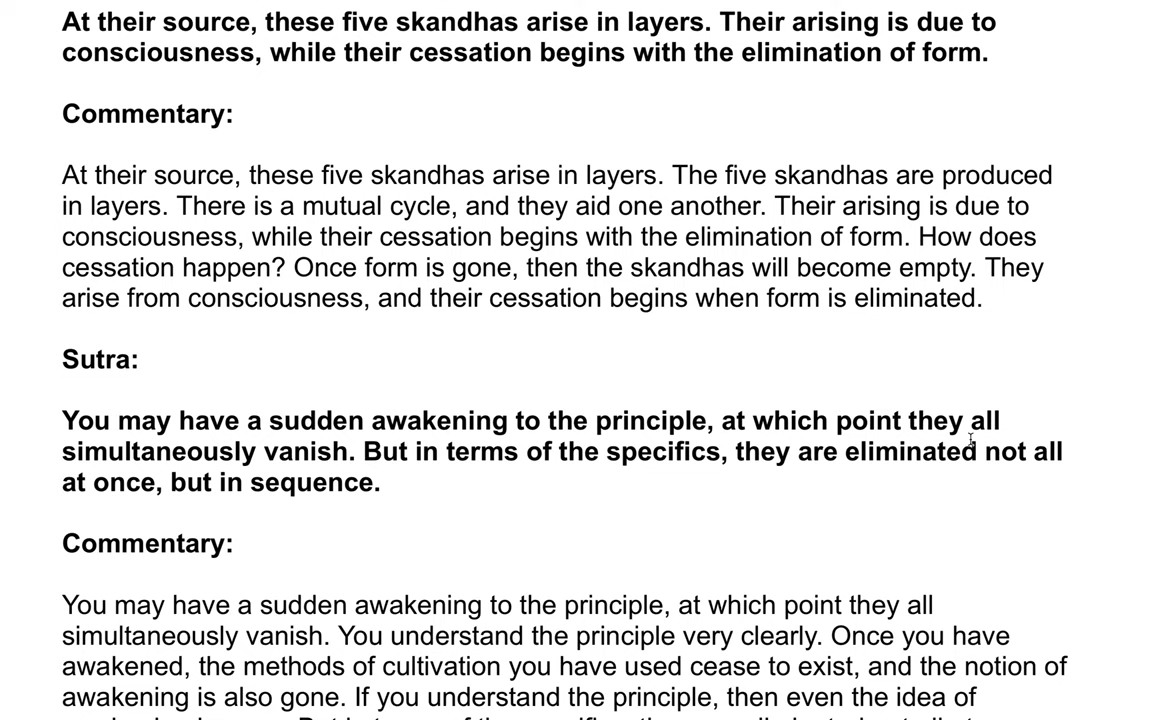 At their source, these five skandhas arise in layers. Their arising is due to
consciousness, while their cessation begins with the elimination of form.
Commentary:
At their source, these five skandhas arise in layers. The five skandhas are produced
in layers. There is a mutual cycle, and they aid one another. Their arising is due to
consciousness, while their cessation begins with the elimination of form. How does
cessation happen? Once form is gone, then the skandhas will become empty. They
arise from consciousness, and their cessation begins when form is eliminated.
Sutra:
You may have a sudden awakening to the principle, at which point they all
simultaneously vanish. But in terms of the specifics, they are eliminated not all
at once, but in sequence.
Commentary:
You may have a sudden awakening to the principle, at which point they all
simultaneously vanish. You understand the principle very clearly. Once you have
awakened, the methods of cultivation you have used cease to exist, and the notion of
awakening is also gone. If you understand the principle, then even the idea of